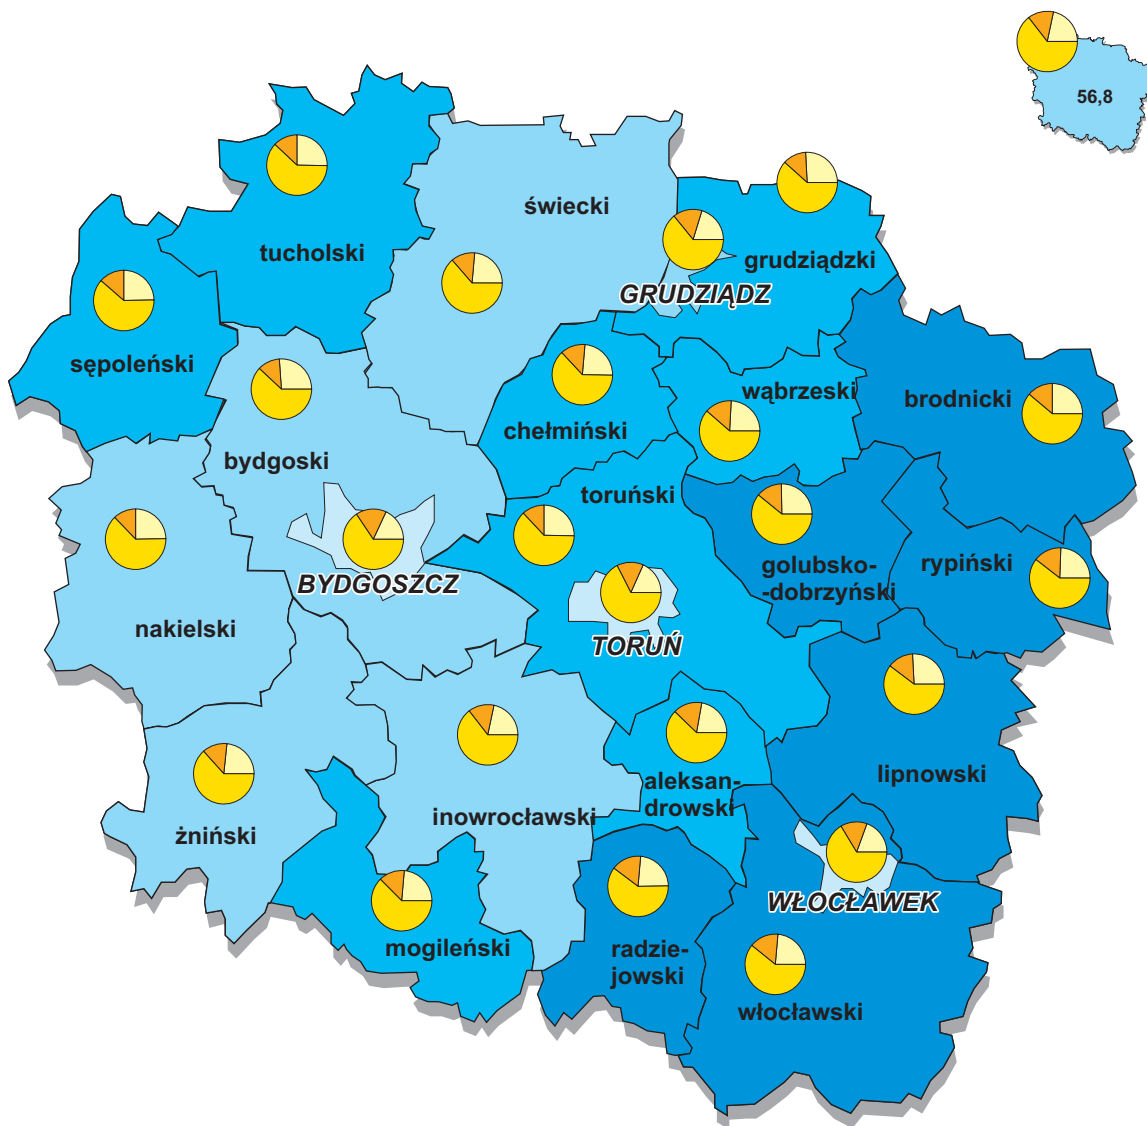 56,8
świecki
tucholski
grudziądzki
GRUDZIĄDZ
sępoleński
wąbrzeski
brodnicki
chełmiński
bydgoski
toruński
golubsko-
-dobrzyński
rypiński
BYDGOSZCZ
nakielski
TORUŃ
lipnowski
aleksan-
drowski
inowrocławski
żniński
WŁOCŁAWEK
mogileński
radzie-
jowski
włocławski